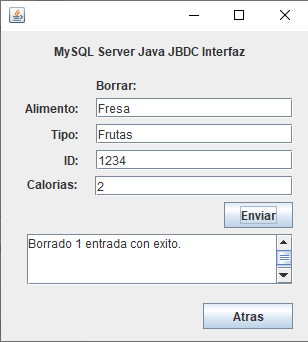 MySQL Server Java JBDC Interfaz
Borrar:
Alimento: Fresa
Tipo: Frutas
ID: 1234
Calorias: 2
Enviar
Borrado 1 entrada con exito.
Atras